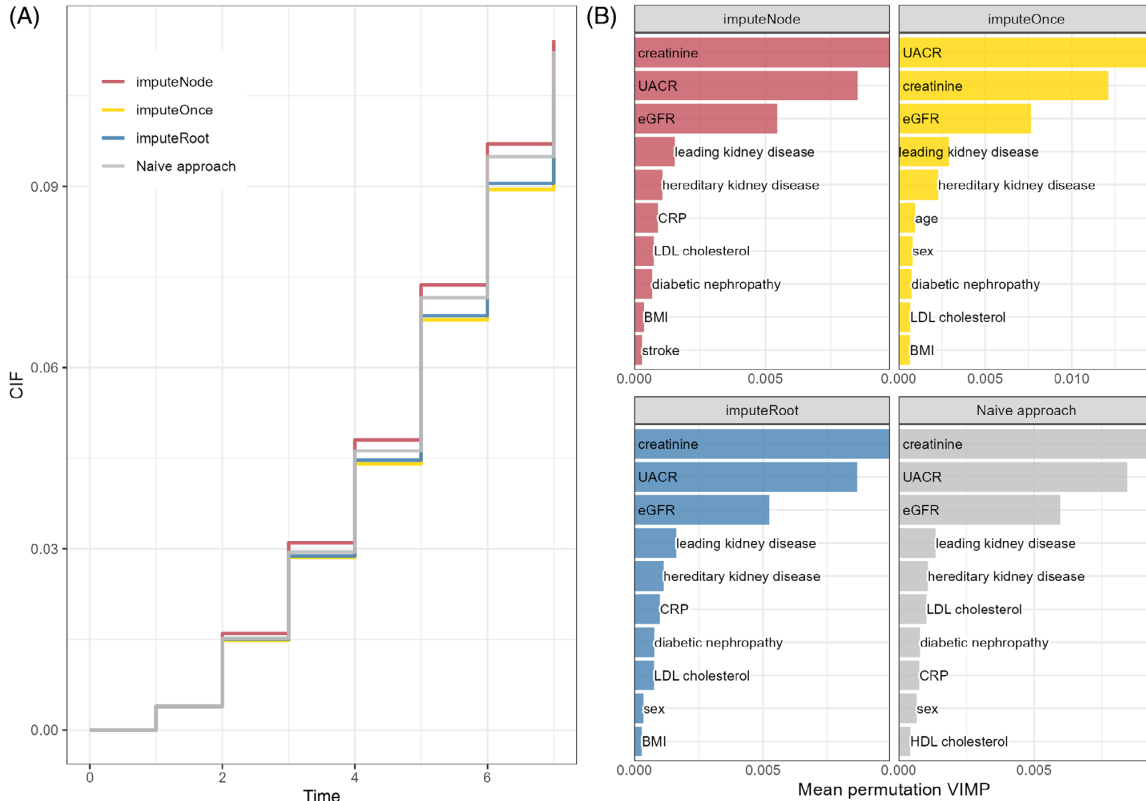 (A)
CIF
0.09
0.06
0.03
0.00
imputeNode
imputeOnce
imputeRoot
Naive approach
0
2
4
6
Time
(B)
imputeNode
creatinine
UACR
eGFR
leading kidney disease
hereditary kidney disease
CRP
LDL cholesterol
diabetic nephropathy
BMI
stroke
0.000
0.005
imputeOnce
UACR
creatinine
eGFR
leading kidney disease
hereditary kidney disease
age
sex
diabetic nephropathy
LDL cholesterol
BMI
0.000
0.005
0.010
imputeRoot
creatinine
UACR
eGFR
leading kidney disease
hereditary kidney disease
CRP
diabetic nephropathy
LDL cholesterol
sex
BMI
0.000
0.005
Naive approach
creatinine
UACR
eGFR
leading kidney disease
hereditary kidney disease
LDL cholesterol
diabetic nephropathy
CRP
sex
HDL cholesterol
0.000
0.005
Mean permutation VIMP